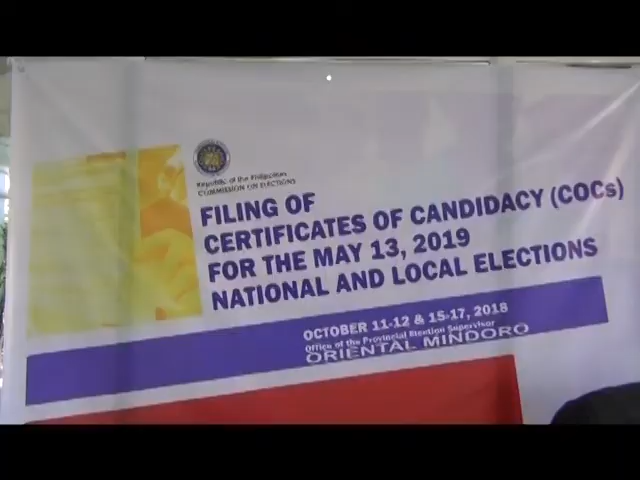 Republic of the Philippines
COMMISSION ON ELECTIONS
FILING OF
CERTIFICATES OF CANDIDACY (COCs)
FOR THE MAY 13, 2019
NATIONAL AND LOCAL ELECTIONS
OCTOBER 11-12 & 15-17, 2018
Office of the Provincial Election Supervisor
ORIENTAL MINDORO